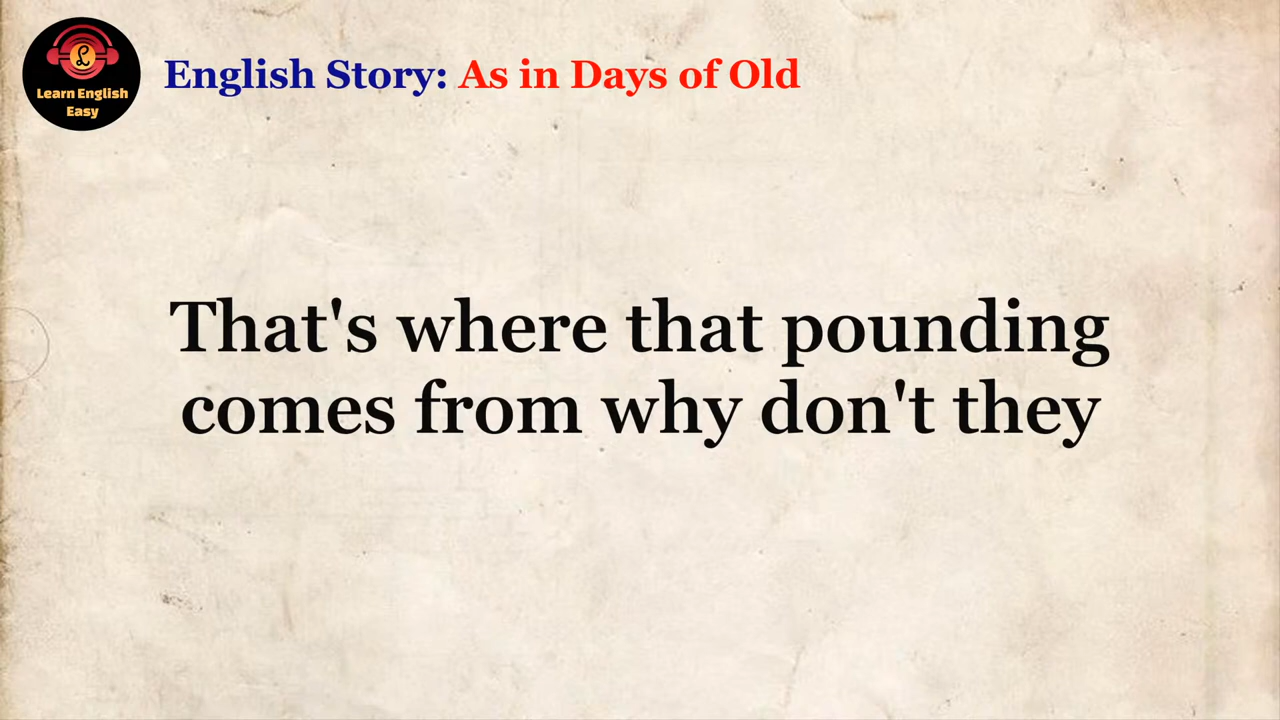 Learn English
Easy
English Story: As in Days of Old
That's where that pounding
comes from why don't they